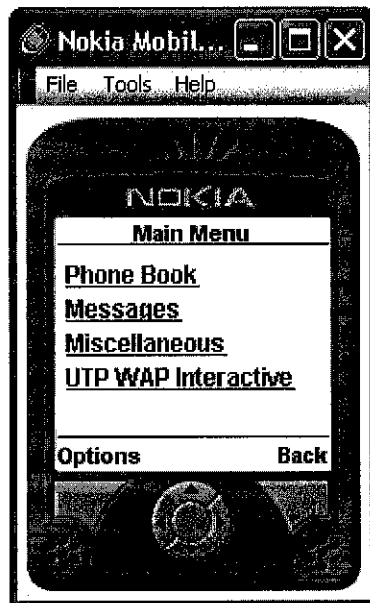 Nokia Mobil...
File Tools Help
NOKIA
Main Menu
Phone Book
Messages
Miscellaneous
UTP WAP Interactive
Options Back